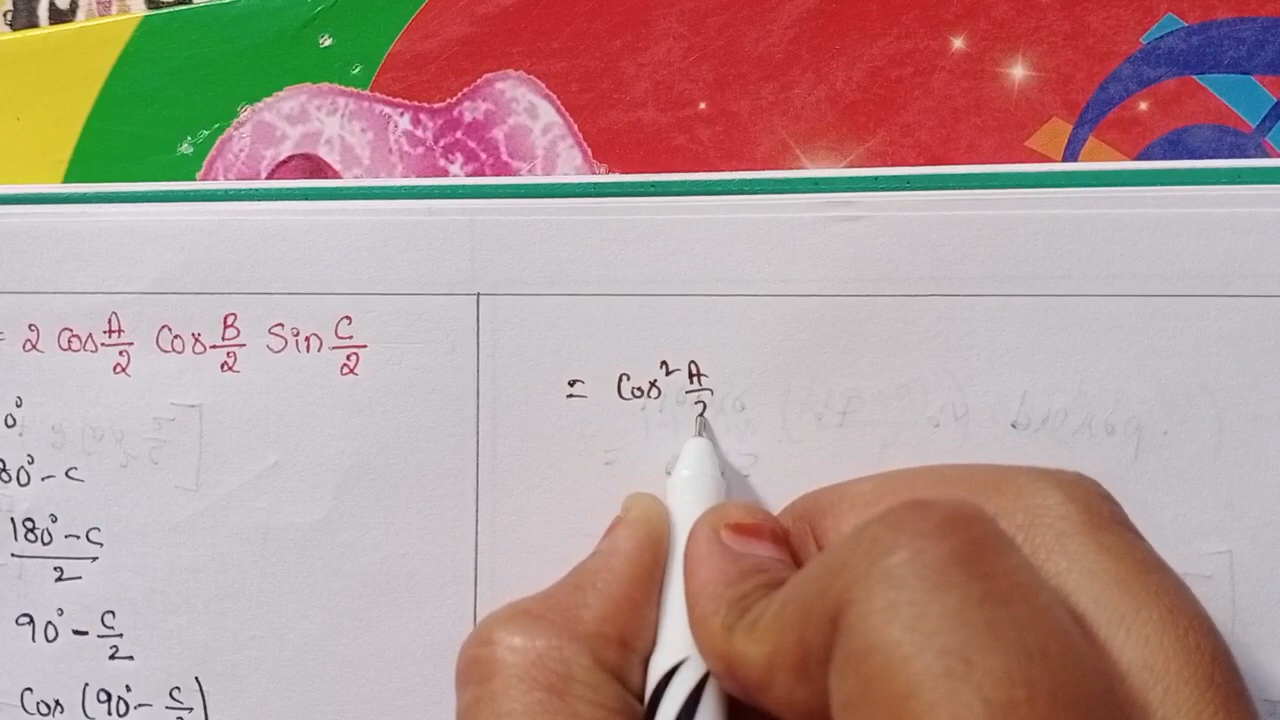 = 2 Cos A/2 Cos B/2 Sin C/2
0°
80° - C
180° - C / 2
90° - C/2
Cos (90° - C/2)
= Cos² A/2